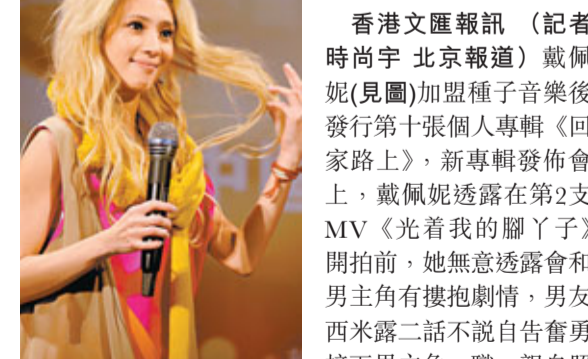 香港文匯報訊 （記者
時尚宇 北京報道）戴佩
妮(見圖)加盟種子音樂後
發行第十張個人專輯《回
家路上》，新專輯發佈會
上，戴佩妮透露在第2支
MV《光着我的腳丫子》
開拍前，她無意透露會和
男主角有摟抱劇情，男友
西米露二話不説自告奮勇